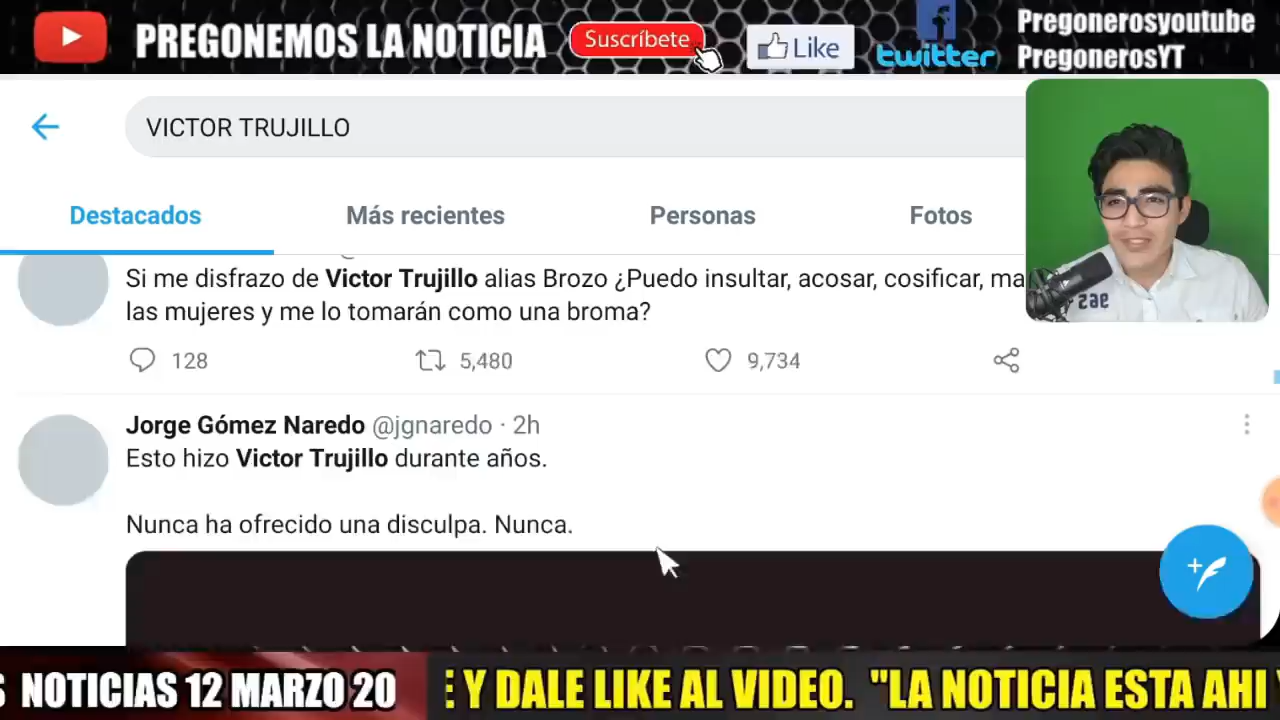 PREGONEMOS LA NOTICIA
Suscríbete
Like
twitter
Pregonerosyoutube
PregonerosYT
VICTOR TRUJILLO
Destacados
Más recientes
Personas
Fotos
Si me disfrazo de Victor Trujillo alias Brozo ¿Puedo insultar, acosar, cosificar,
las mujeres y me lo tomarán como una broma?
128
5,480
9,734
Jorge Gómez Naredo @jgnaredo · 2h
Esto hizo Victor Trujillo durante años.
Nunca ha ofrecido una disculpa. Nunca.
NOTICIAS 12 MARZO 20
Y DALE LIKE AL VIDEO. "LA NOTICIA ESTA AHI